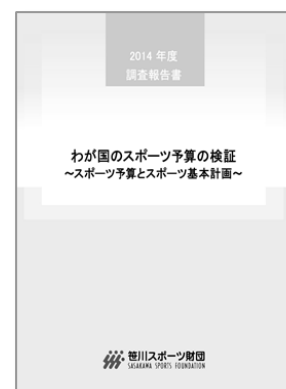 2014 年度
調査報告書
わが国のスポーツ予算の検証
～スポーツ予算とスポーツ基本計画～
笹川スポーツ財団
SASAKAWA SPORTS FOUNDATION